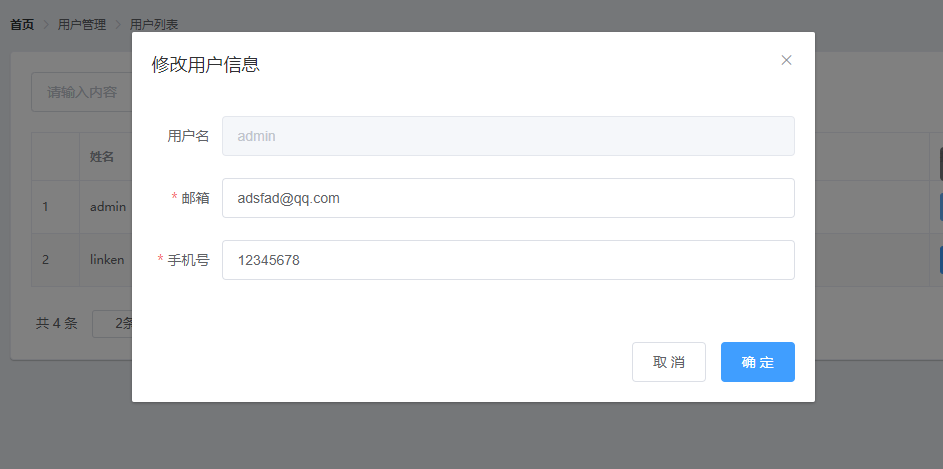 首页 > 用户管理 > 用户列表
修改用户信息
请输入内容
用户名 admin
姓名
* 邮箱 adsfad@qq.com
1 admin
* 手机号 12345678
2 linken
共 4 条 2条
取 消 确 定